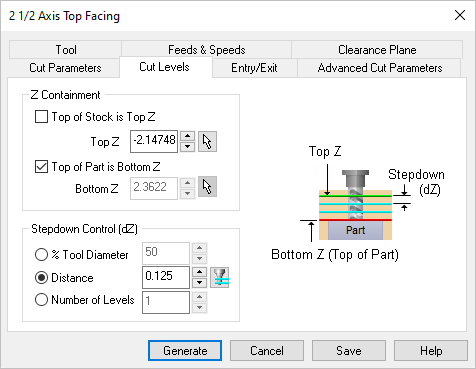 2 1/2 Axis Top Facing
Tool Feeds & Speeds Clearance Plane
Cut Parameters Cut Levels Entry/Exit Advanced Cut Parameters
Z Containment
Top of Stock is Top Z
Top Z -2.14748
Top of Part is Bottom Z
Bottom Z 2.3622
Stepdown Control (dZ)
% Tool Diameter 50
Distance 0.125
Number of Levels 1
Top Z
Stepdown
(dZ)
Part
Bottom Z (Top of Part)
Generate Cancel Save Help